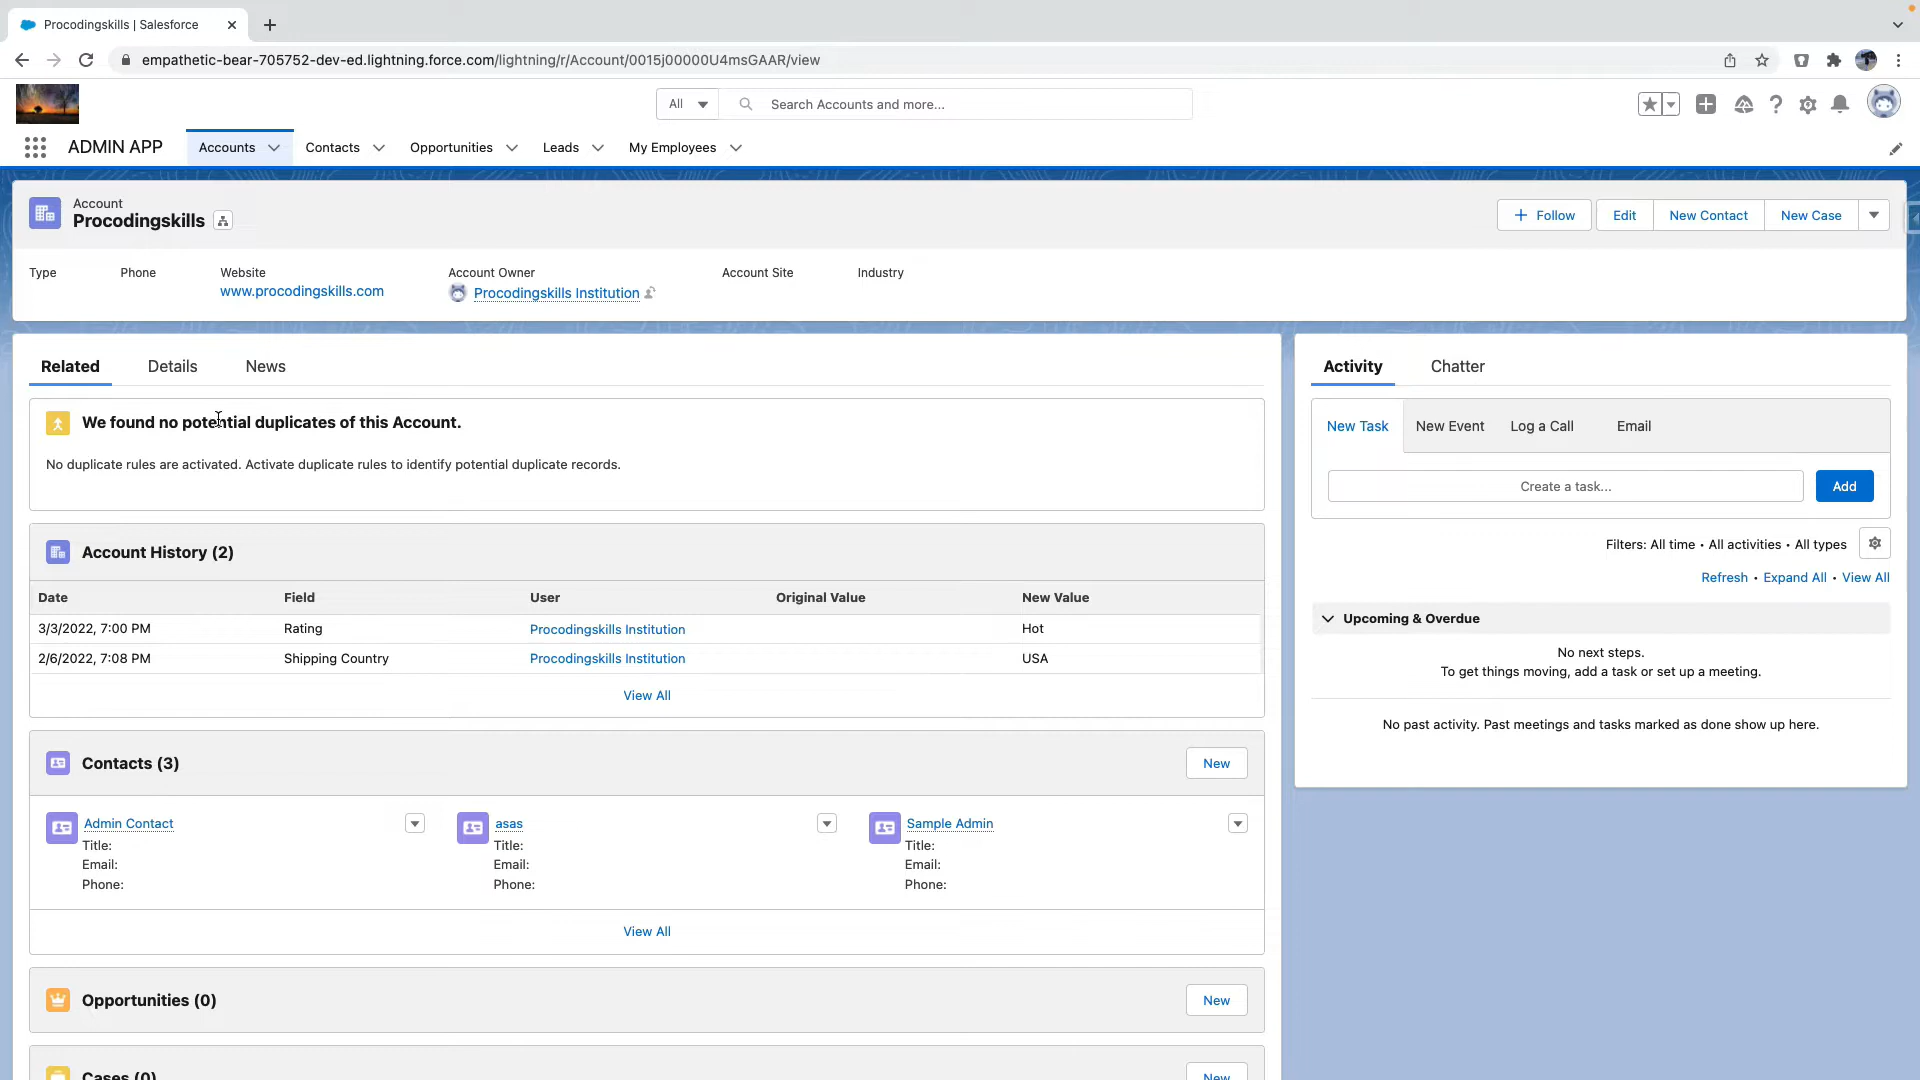 Procodingskills | Salesforce
empathetic-bear-705752-dev-ed.lightning.force.com/lightning/r/Account/0015j00000U4msGAAR/view
All
Search Accounts and more...
ADMIN APP
Accounts
Contacts
Opportunities
Leads
My Employees
Account
Procodingskills
Follow
Edit
New Contact
New Case
Type
Phone
Website
Account Owner
Account Site
Industry
www.procodingskills.com
Procodingskills Institution
Related
Details
News
We found no potential duplicates of this Account.
No duplicate rules are activated. Activate duplicate rules to identify potential duplicate records.
Account History (2)
Date Field User Original Value New Value
3/3/2022, 7:00 PM Rating Procodingskills Institution Hot
2/6/2022, 7:08 PM Shipping Country Procodingskills Institution USA
View All
Contacts (3)
New
Admin Contact
Title:
Email:
Phone:
asas
Title:
Email:
Phone:
Sample Admin
Title:
Email:
Phone:
View All
Opportunities (0)
New
Cases (0)
New
Activity
Chatter
New Task
New Event
Log a Call
Email
Create a task...
Add
Filters: All time • All activities • All types
Refresh • Expand All • View All
Upcoming & Overdue
No next steps.
To get things moving, add a task or set up a meeting.
No past activity. Past meetings and tasks marked as done show up here.